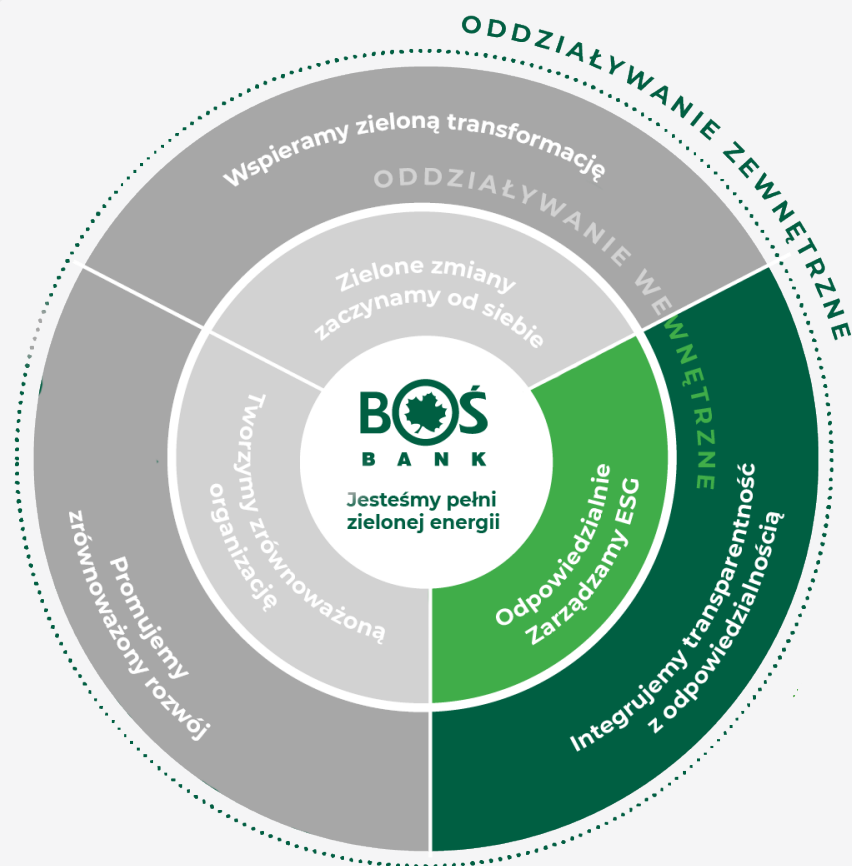 ODDZIAŁYWANIE ZEWNĘTRZNE
Wspieramy zieloną transformację
ODDZIAŁYWANIE WEWNĘTRZNE
Zielone zmiany
zaczynamy od siebie
BOŚ
BANK
Jesteśmy pełni
zielonej energii
Tworzymy zrównoważoną
organizację
Odpowiedzialnie
Zarządzamy ESG
Promujemy
zrównoważony rozwój
Integrujemy transparentność
z odpowiedzialnością